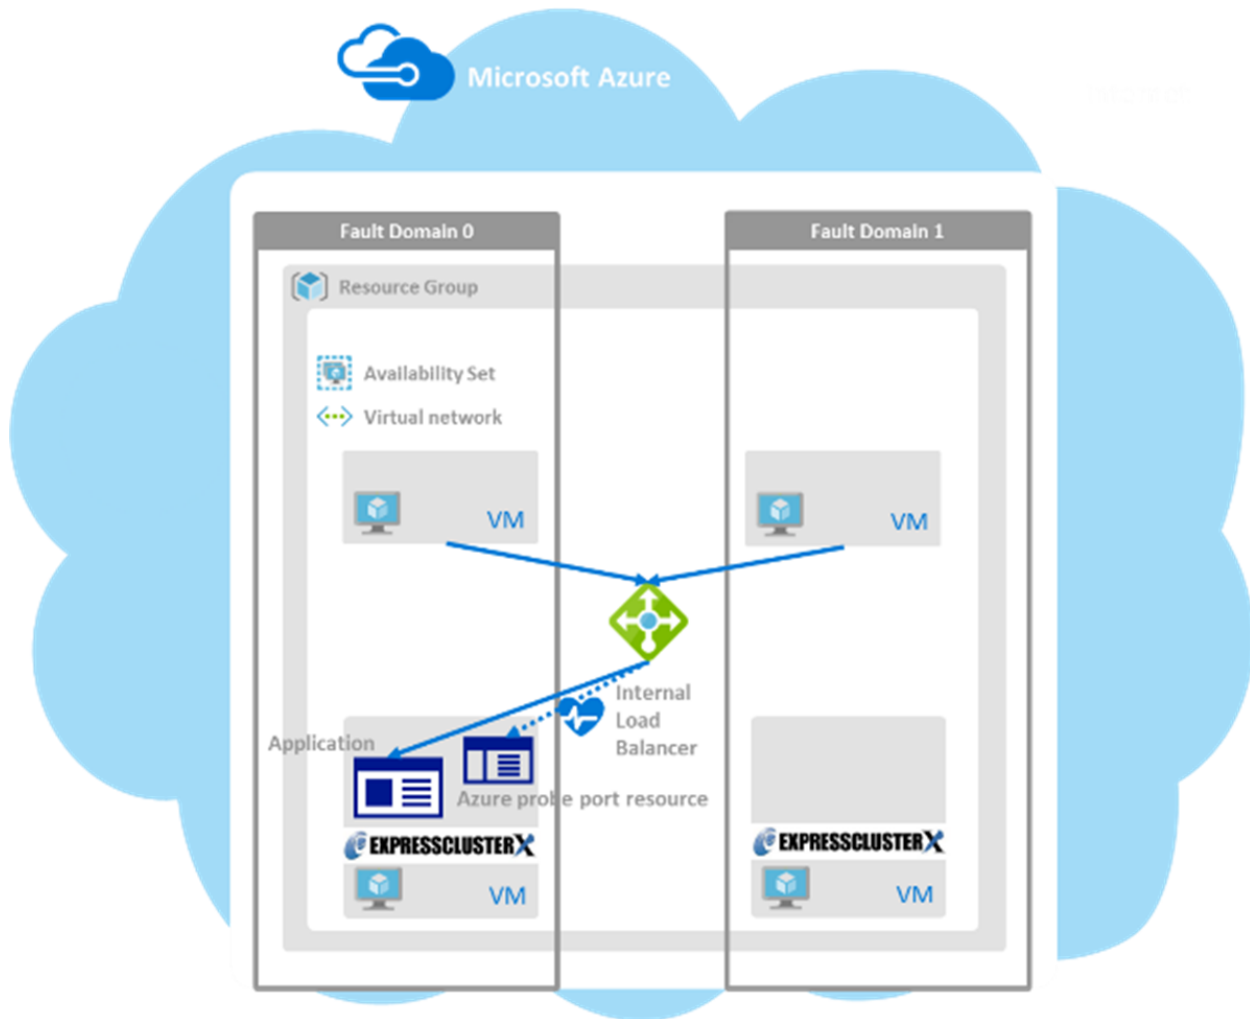 Microsoft Azure
Fault Domain 0
Fault Domain 1
Resource Group
Availability Set
Virtual network
VM
VM
Internal
Load
Balancer
Application
Azure probe port resource
EXPRESSCLUSTER X
EXPRESSCLUSTER X
VM
VM